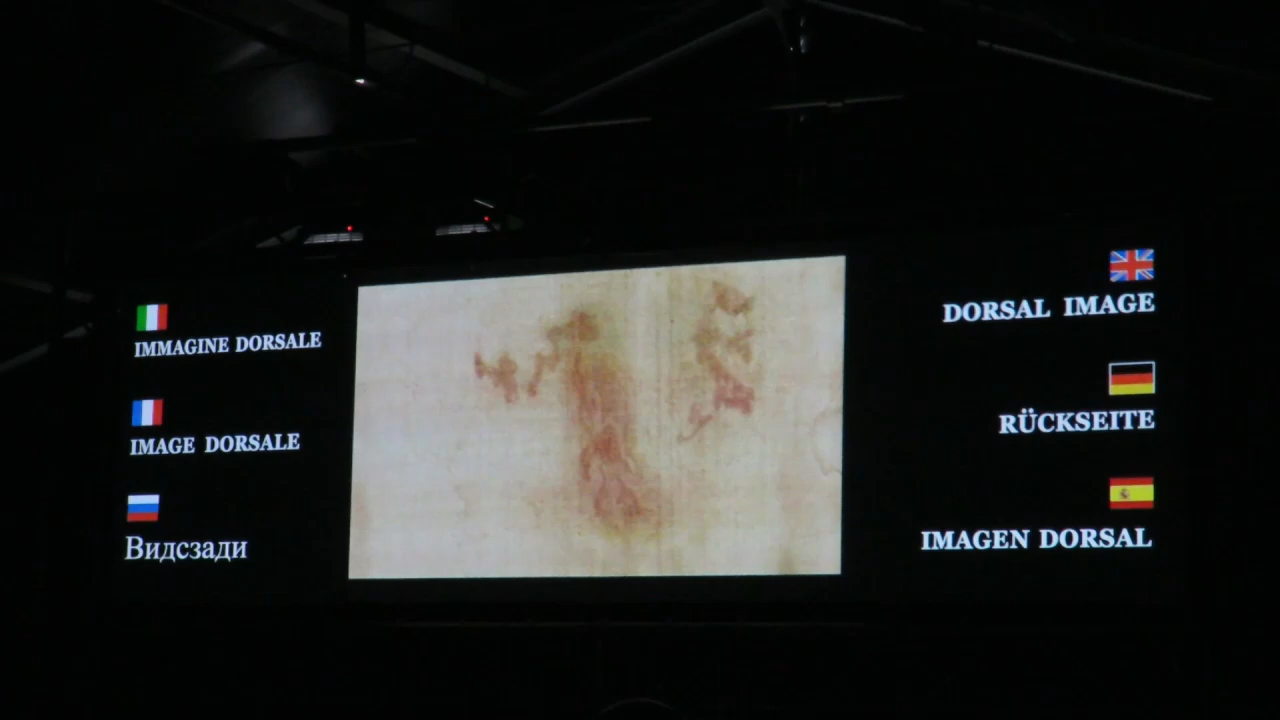 IMMAGINE DORSALE
IMAGE DORSALE
Видсзади
DORSAL IMAGE
RÜCKSEITE
IMAGEN DORSAL